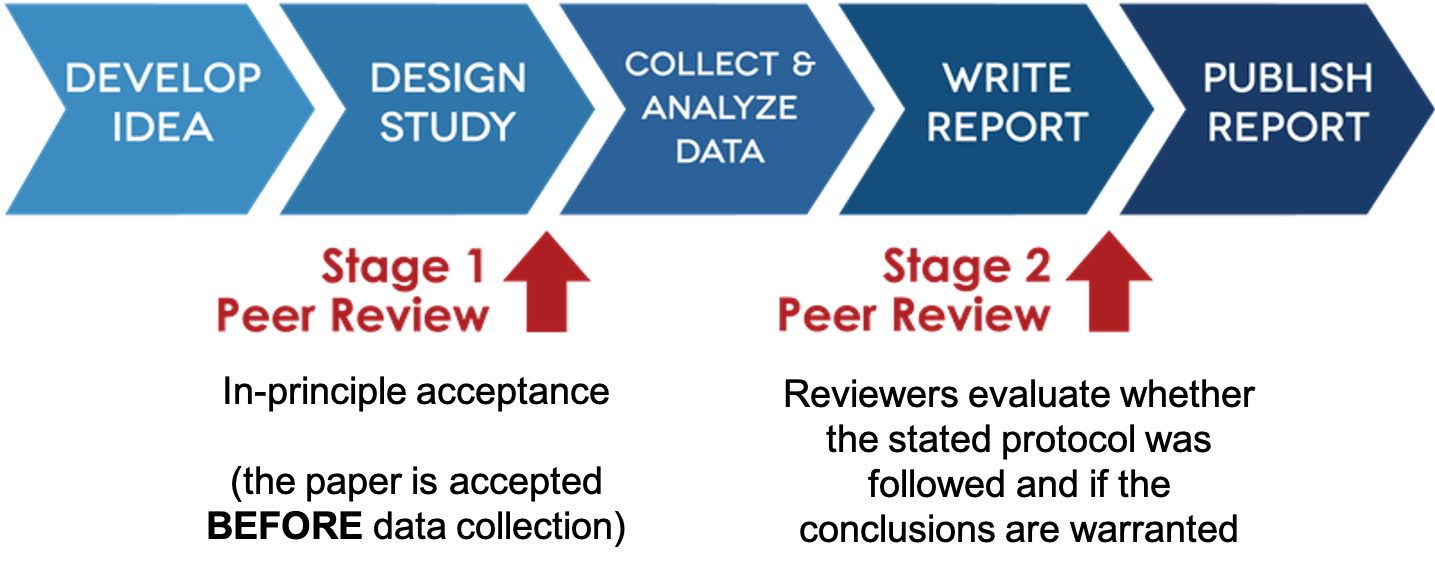 DEVELOP
IDEA
DESIGN
STUDY
COLLECT &
ANALYZE
DATA
WRITE
REPORT
PUBLISH
REPORT
Stage 1
Peer Review
In-principle acceptance
(the paper is accepted
BEFORE data collection)
Stage 2
Peer Review
Reviewers evaluate whether
the stated protocol was
followed and if the
conclusions are warranted